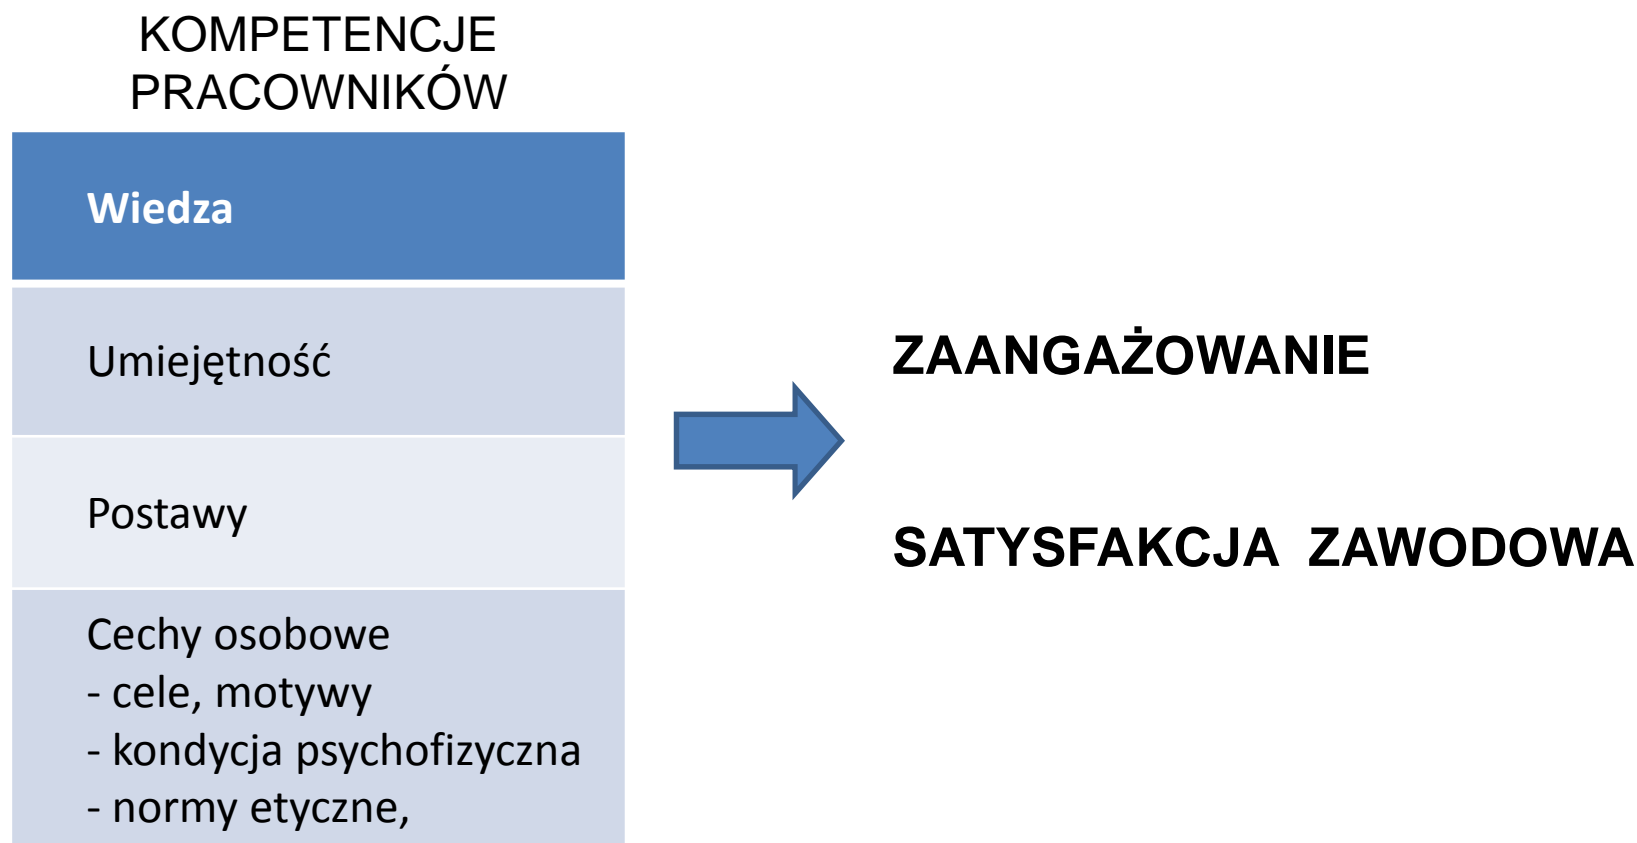 KOMPETENCJE
PRACOWNIKÓW
Wiedza
Umiejętność
Postawy
Cechy osobowe
- cele, motywy
- kondycja psychofizyczna
- normy etyczne,
ZAANGAŻOWANIE
SATYSFAKCJA ZAWODOWA